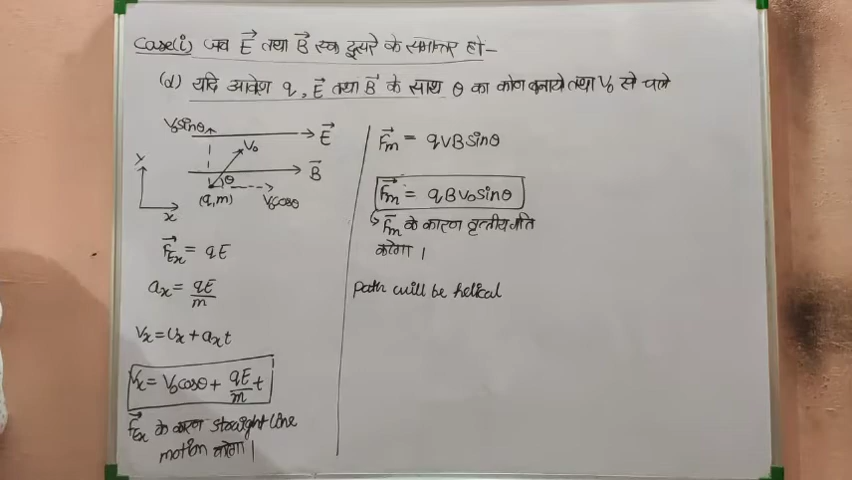 Case(i) जब E⃗ तथा B⃗ एक दूसरे के समान्तर हो-
(d) यदि आवेश q, E⃗ तथा B⃗ के साथ θ का कोण बनाये तथा V₀ से चले
V₀sinθ
E⃗
V₀
B⃗
θ
y
(q,m)
V₀cosθ
x
F⃗Ex = qE
ax = qE/m
Vx = Ux + axt
Vx = V₀cosθ + qE/m t
F⃗Ex के कारण straight line
motion करेगा।
F⃗m = qVBsinθ
F⃗m = qBV₀sinθ
F⃗m के कारण वृत्तीय गति
करेगा।
Path will be helical